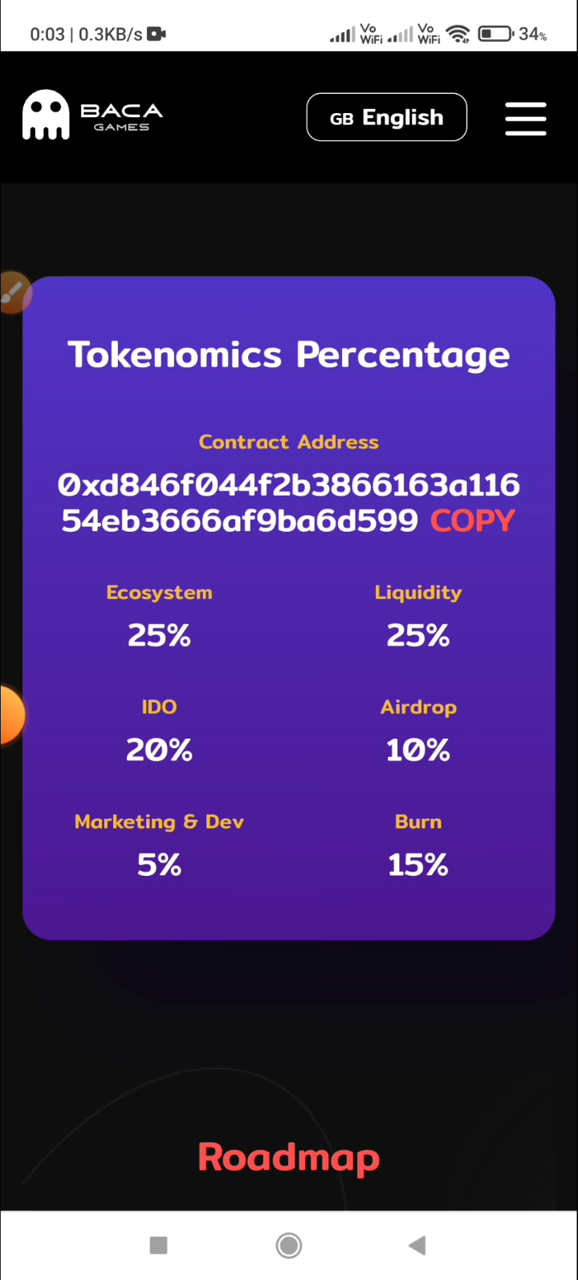 0:03 | 0.3KB/s
Vo WiFi Vo WiFi 34%
BACA
GAMES
GB English
Tokenomics Percentage
Contract Address
0xd846f044f2b3866163a116
54eb3666af9ba6d599 COPY
Ecosystem Liquidity
25% 25%
IDO Airdrop
20% 10%
Marketing & Dev Burn
5% 15%
Roadmap